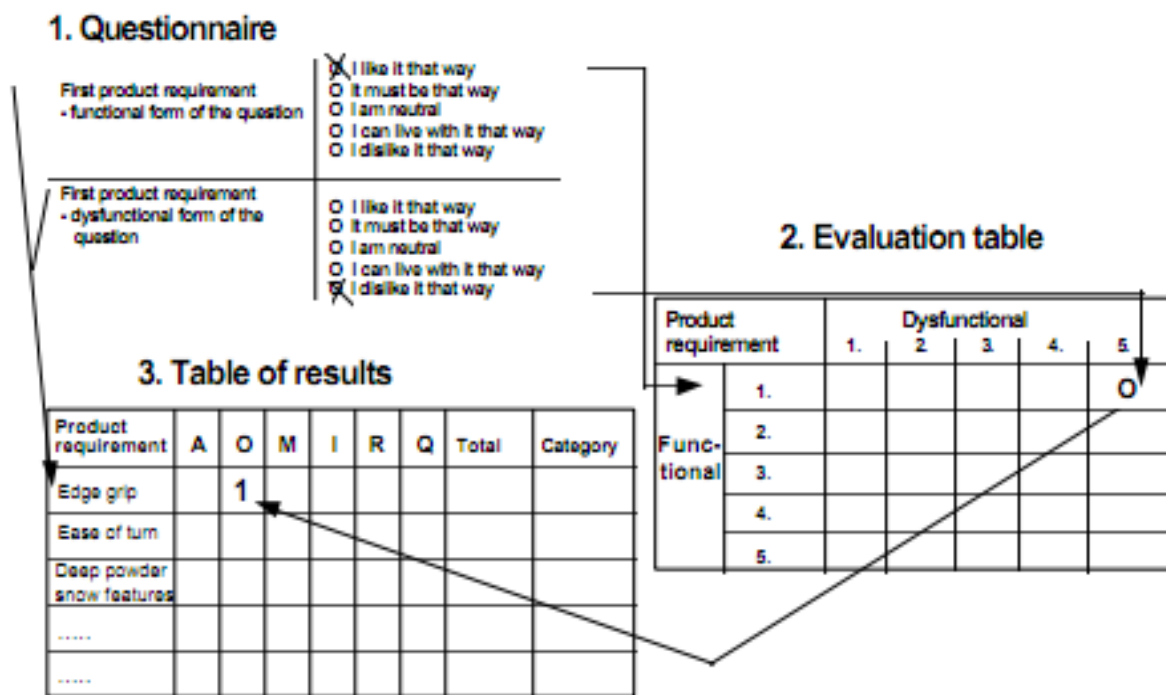 1. Questionnaire
First product requirement
- functional form of the question
O I like it that way
O It must be that way
O I am neutral
O I can live with it that way
O I dislike it that way
First product requirement
- dysfunctional form of the
question
O I like it that way
O It must be that way
O I am neutral
O I can live with it that way
O I dislike it that way
2. Evaluation table
Product
requirement
Dysfunctional
1. 2. 3. 4. 5.
Func-
tional
1. O
2.
3.
4.
5.
3. Table of results
Product
requirement A O M I R Q Total Category
Edge grip 1
Ease of turn
Deep powder
snow features
.....
.....